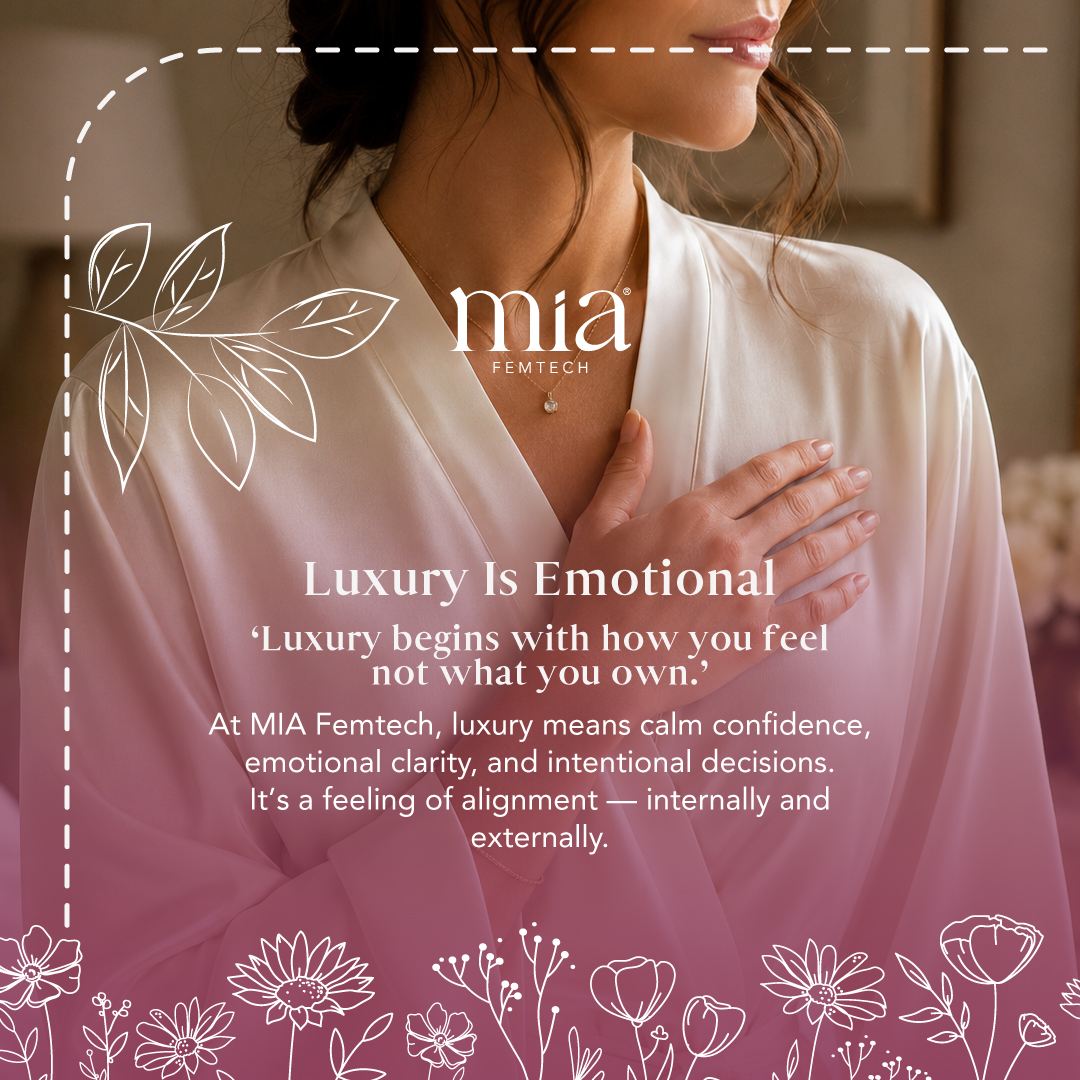 mia®
FEMTECH
Luxury Is Emotional
‘Luxury begins with how you feel
not what you own.’
At MIA Femtech, luxury means calm confidence,
emotional clarity, and intentional decisions.
It’s a feeling of alignment — internally and
externally.